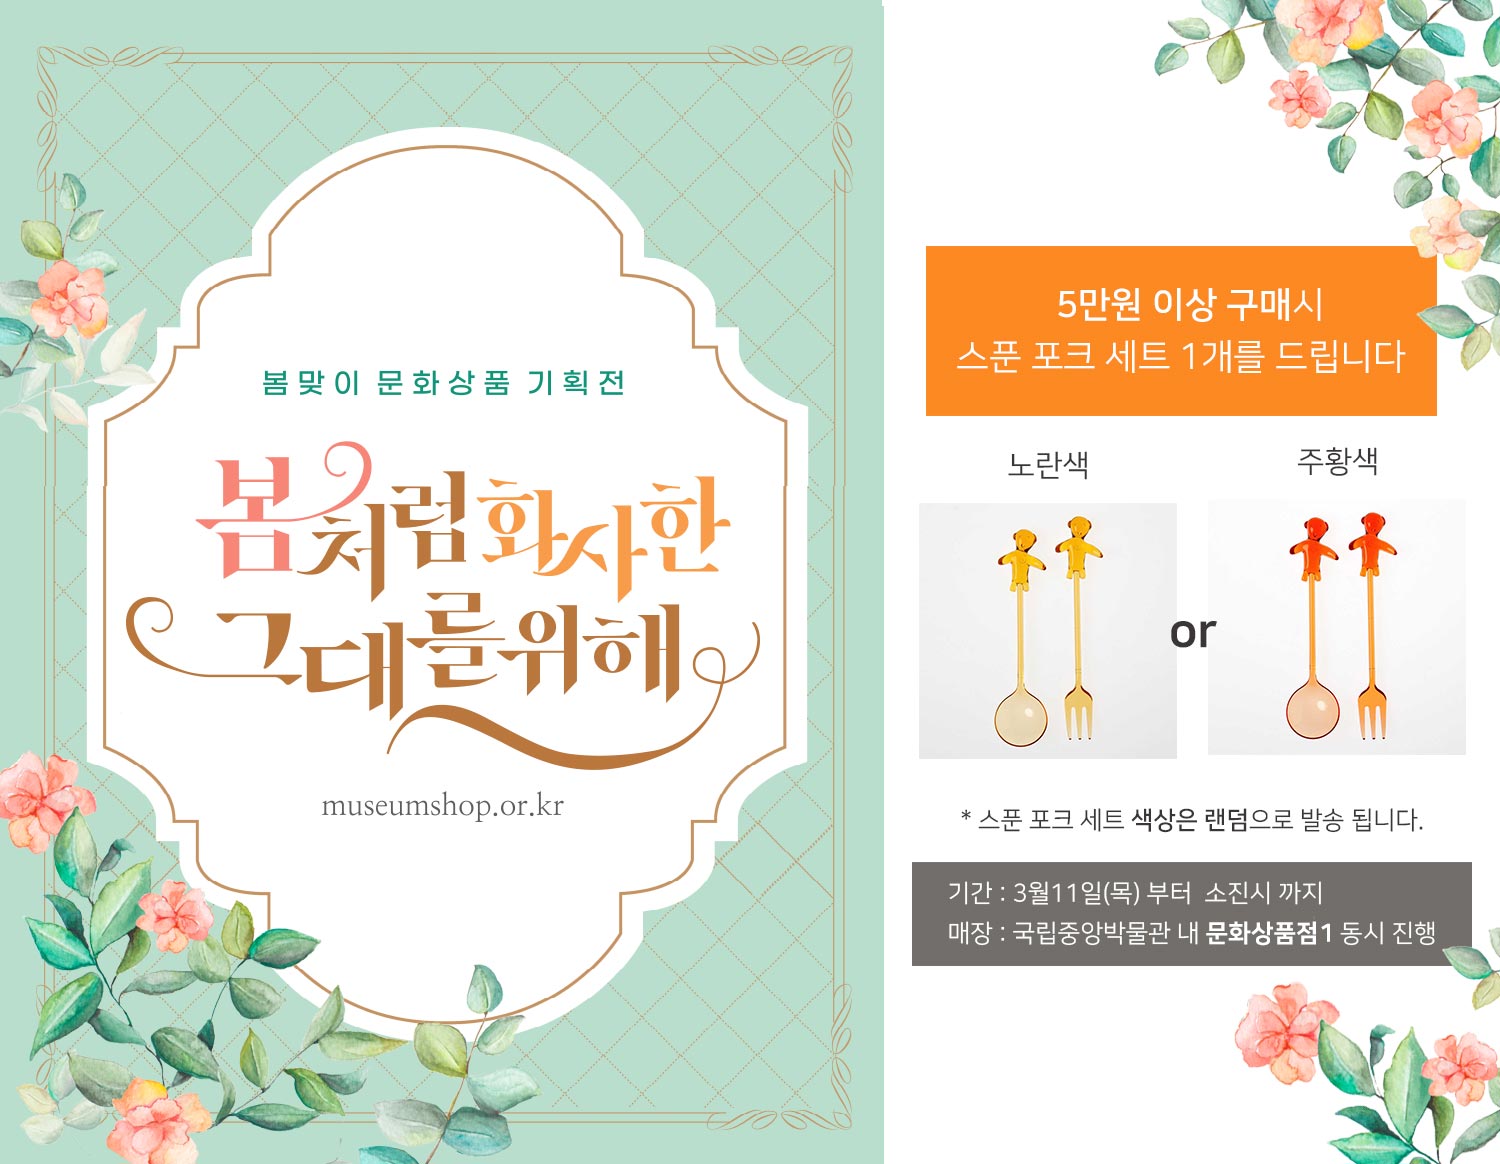 봄맞이 문화상품 기획전
봄처럼 화사한
그대를 위해
museumshop.or.kr
5만원 이상 구매시
스푼 포크 세트 1개를 드립니다
노란색
주황색
or
* 스푼 포크 세트 색상은 랜덤으로 발송 됩니다.
기간 : 3월11일(목) 부터 소진시 까지
매장 : 국립중앙박물관 내 문화상품점1 동시 진행